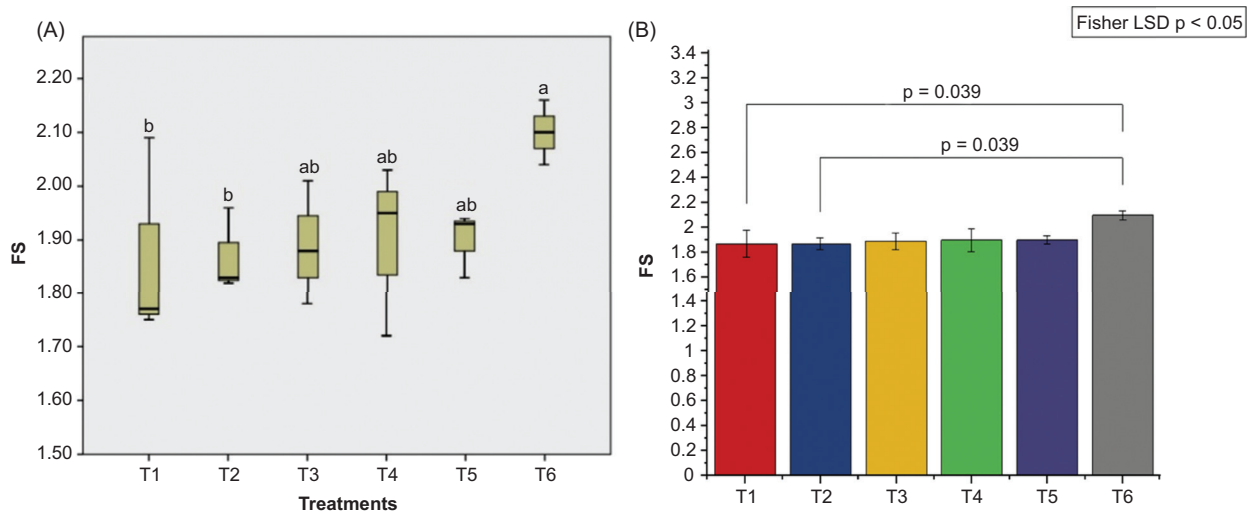 (A)
2.20
2.10
2.00
1.90
1.80
1.70
1.60
1.50
FS
b
b
ab
ab
ab
a
T1 T2 T3 T4 T5 T6
Treatments
(B)
Fisher LSD p < 0.05
3.4
3.2
3
2.8
2.6
2.4
2.2
2
1.8
1.6
1.4
1.2
1
0.8
0.6
0.4
0.2
0
FS
p = 0.039
p = 0.039
T1 T2 T3 T4 T5 T6